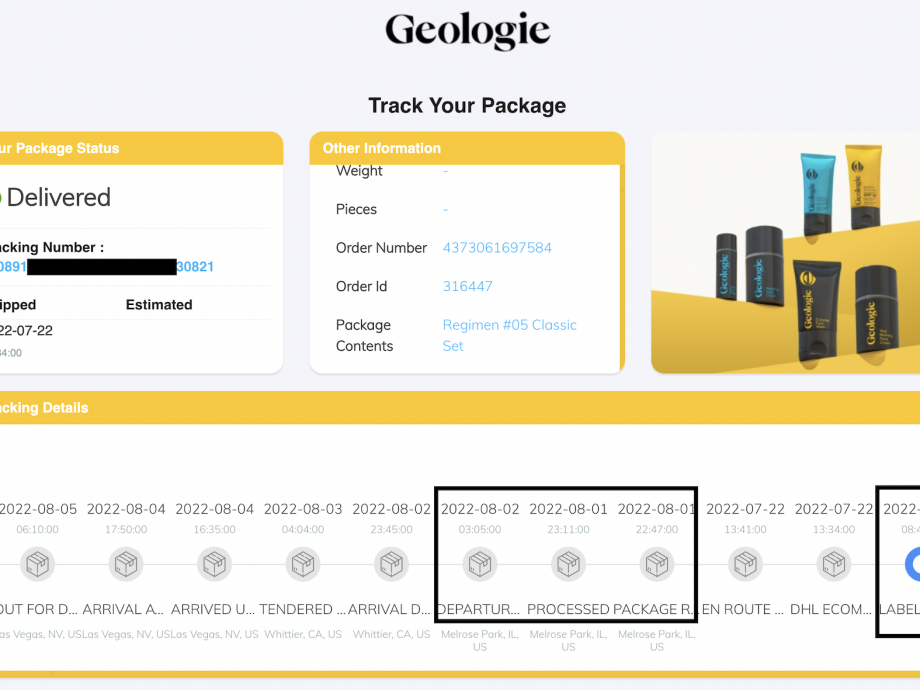 Geologie
Track Your Package
ur Package Status
Delivered
acking Number :
0891 30821
ipped Estimated
22-07-22
34:00
Other Information
Weight -
Pieces -
Order Number 4373061697584
Order Id 316447
Package Contents Regimen #05 Classic
Set
Geologie
Geologie
Geologie
Geologie
Geologie
Geologie
acking Details
2022-08-05 2022-08-04 2022-08-04 2022-08-03 2022-08-02 2022-08-02 2022-08-01 2022-08-01 2022-07-22 2022-07-22 2022-
06:10:00 17:50:00 16:35:00 04:04:00 23:45:00 03:05:00 23:11:00 22:47:00 13:41:00 13:34:00 08:4
OUT FOR D... ARRIVAL A... ARRIVED U... TENDERED ... ARRIVAL D... DEPARTUR... PROCESSED PACKAGE R... EN ROUTE ... DHL ECOM... LABEL
as Vegas, NV, US Las Vegas, NV, US Las Vegas, NV, US Whittier, CA, US Whittier, CA, US Melrose Park, IL, Melrose Park, IL, Melrose Park, IL,
US US US